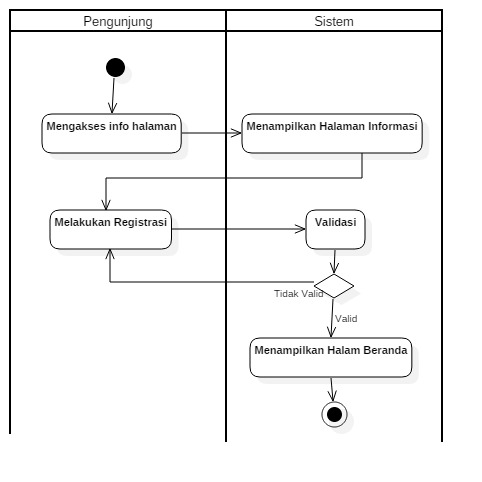 Pengunjung
Sistem
Mengakses info halaman
Menampilkan Halaman Informasi
Melakukan Registrasi
Validasi
Tidak Valid
Valid
Menampilkan Halam Beranda